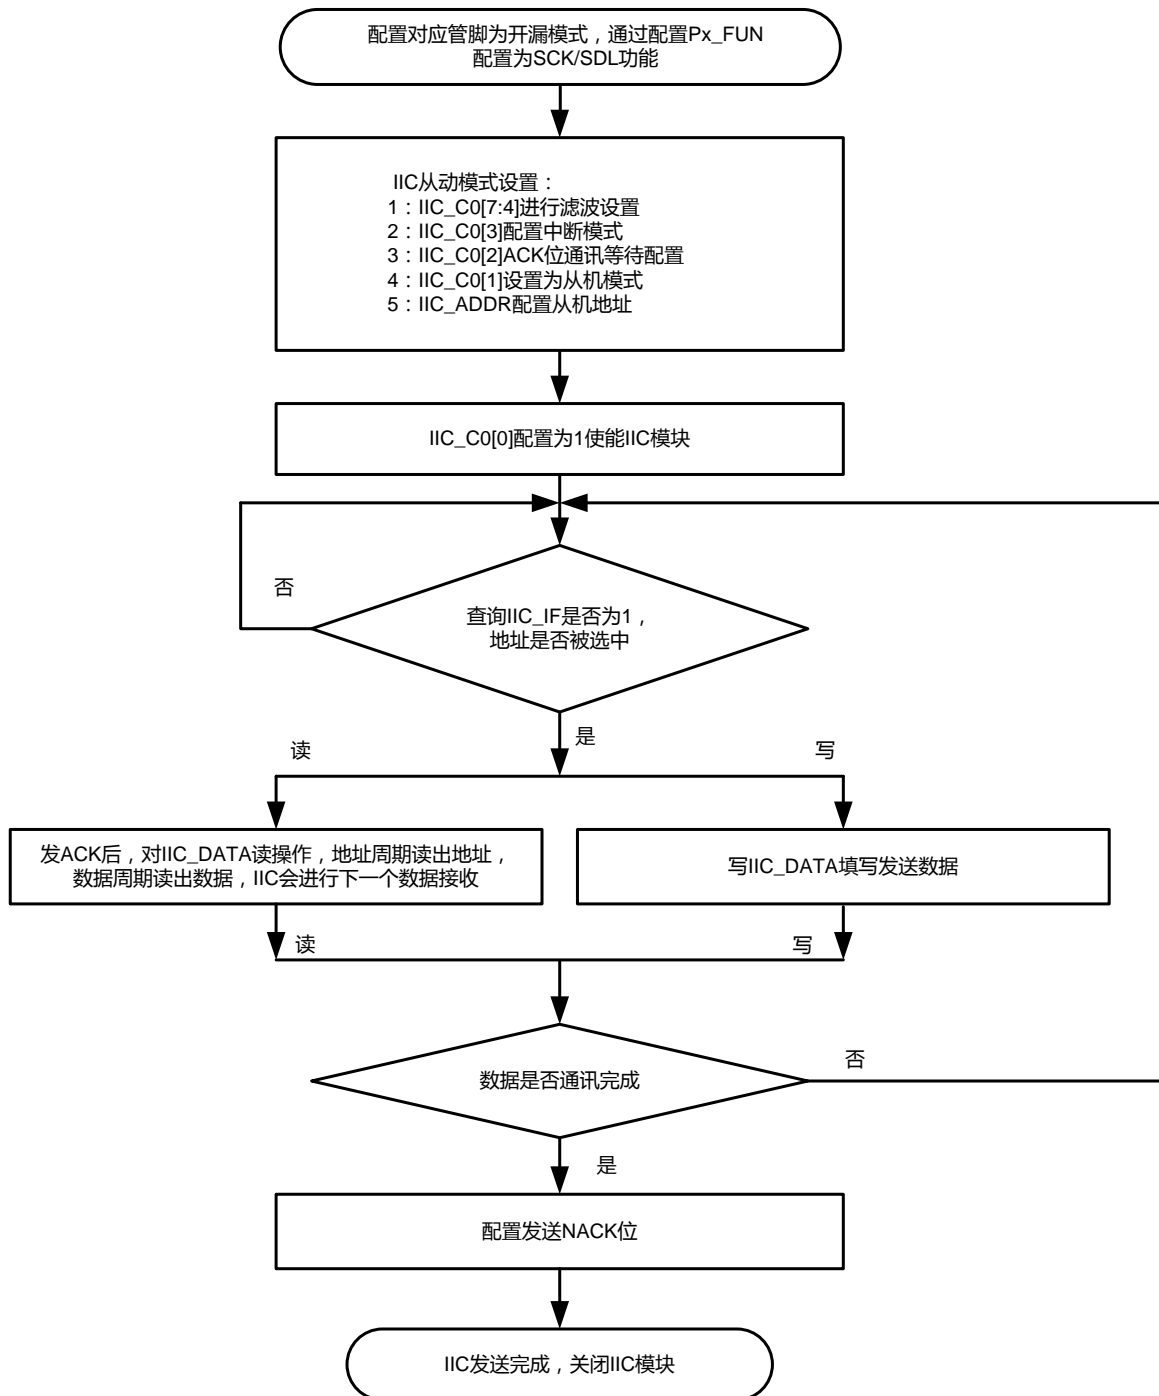 配置对应管脚为开漏模式，通过配置Px_FUN
配置为SCK/SDL功能
IIC从动模式设置：
1：IIC_C0[7:4]进行滤波设置
2：IIC_C0[3]配置中断模式
3：IIC_C0[2]ACK位通讯等待配置
4：IIC_C0[1]设置为从机模式
5：IIC_ADDR配置从机地址
IIC_C0[0]配置为1使能IIC模块
否
查询IIC_IF是否为1，
地址是否被选中
是
读
写
发ACK后，对IIC_DATA读操作，地址周期读出地址，
数据周期读出数据，IIC会进行下一个数据接收
写IIC_DATA填写发送数据
读
写
数据是否通讯完成
否
是
配置发送NACK位
IIC发送完成，关闭IIC模块